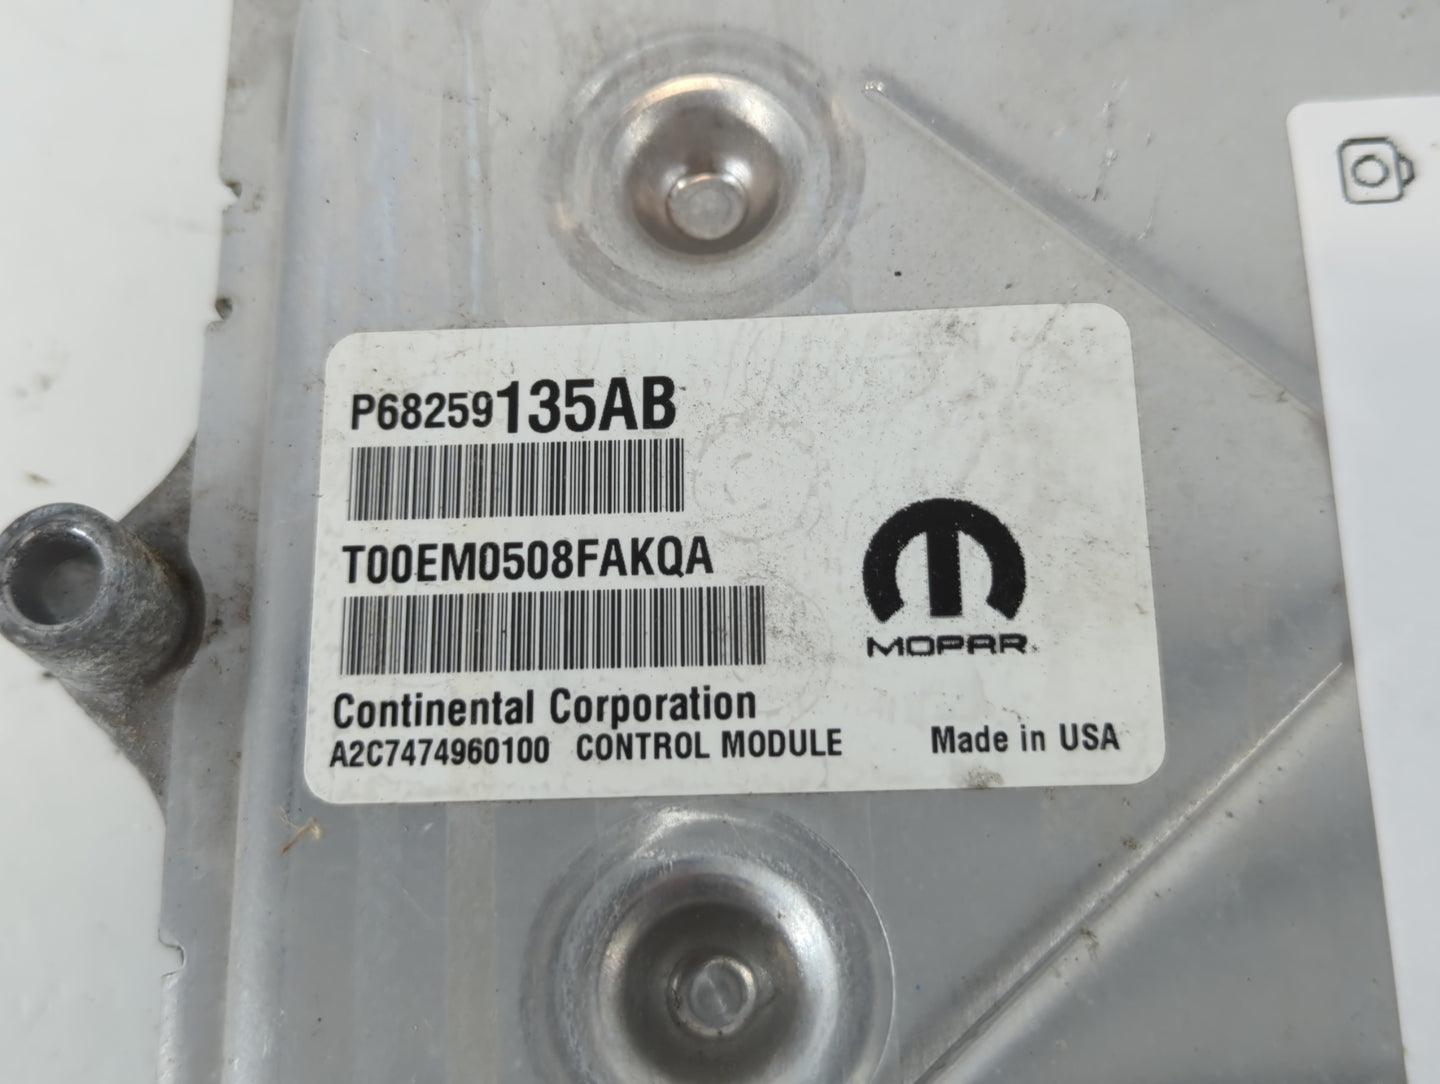 P68259135AB
T00EM0508FAKQA
MOPAR
Continental Corporation
A2C7474960100 CONTROL MODULE Made in USA